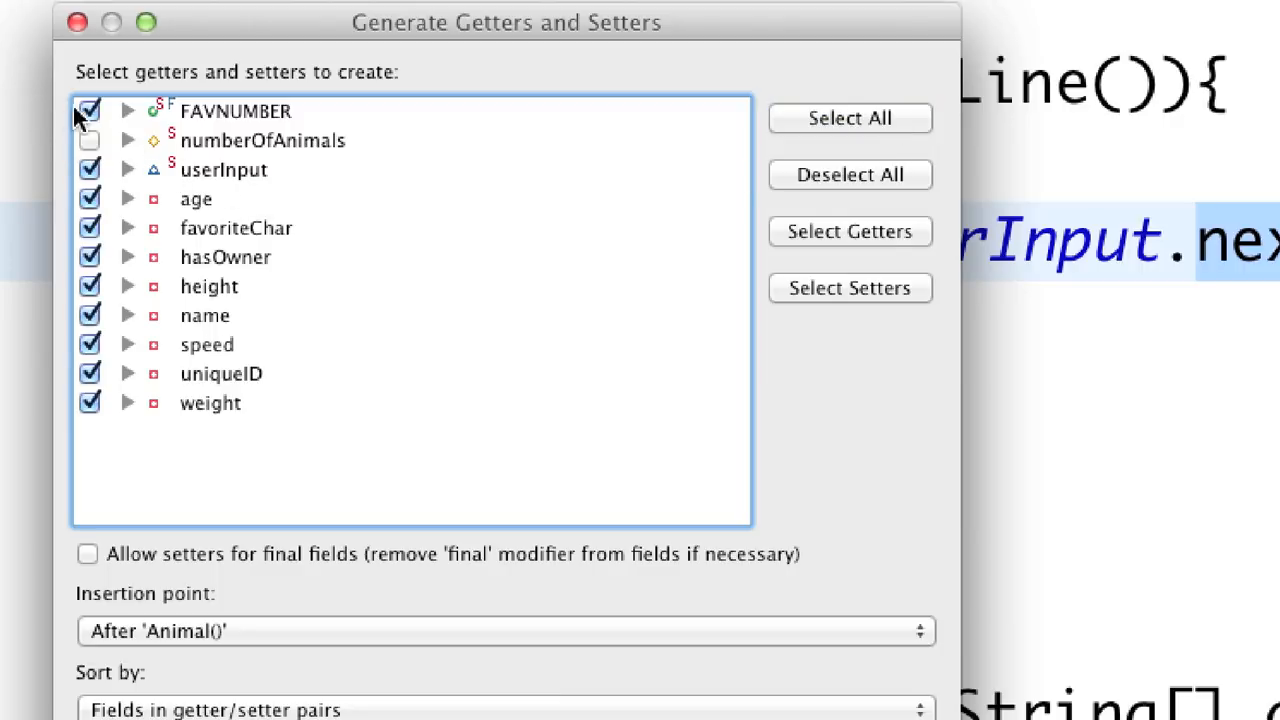 Generate Getters and Setters
Select getters and setters to create:
S F FAVNUMBER
S numberOfAnimals
S userInput
age
favoriteChar
hasOwner
height
name
speed
uniqueID
weight
Select All
Deselect All
Select Getters
Select Setters
Allow setters for final fields (remove 'final' modifier from fields if necessary)
Insertion point:
After 'Animal()'
Sort by:
Fields in getter/setter pairs
Line()){
rInput.nex
String[]